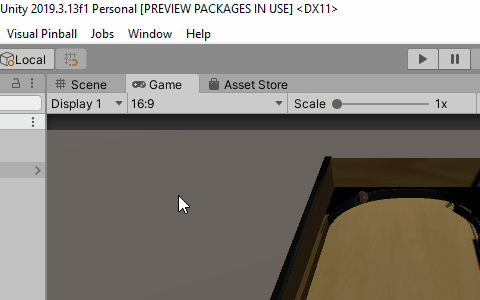 Unity 2019.3.13f1 Personal [PREVIEW PACKAGES IN USE] <DX11>
Visual Pinball Jobs Window Help
Local
Scene Game Asset Store
Display 1 16:9 Scale 1x